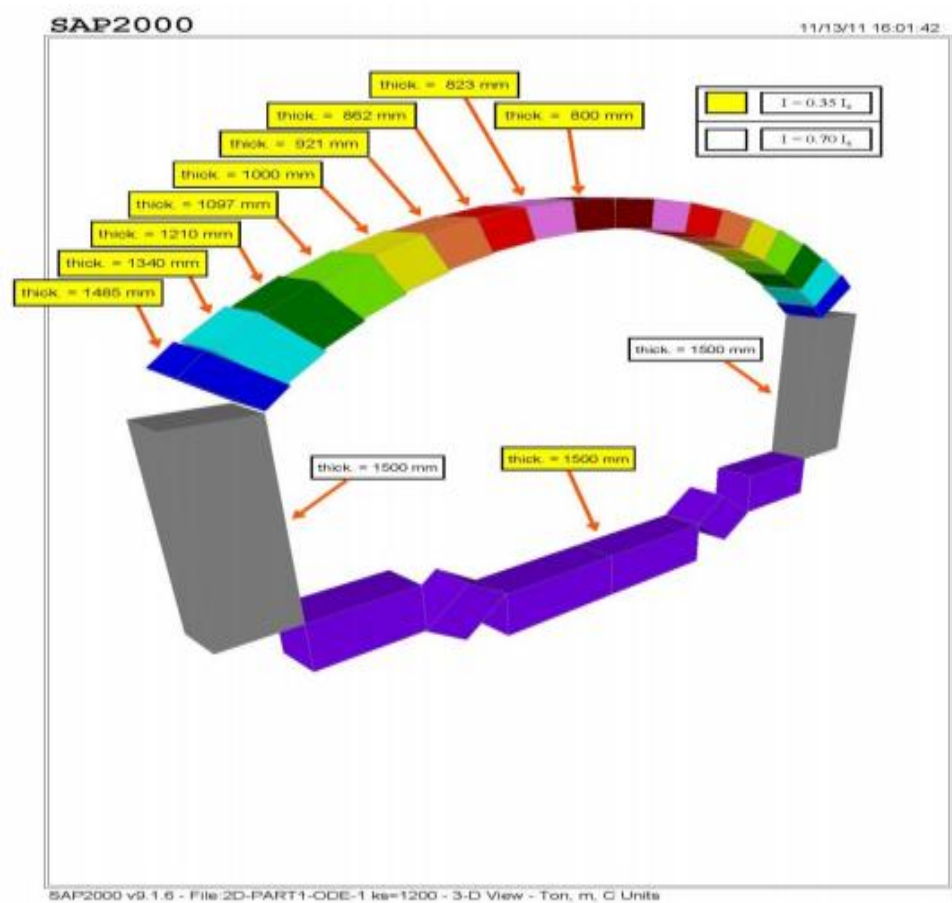 SAP2000
11/13/11 16:01:42
thick. = 823 mm
thick. = 862 mm
thick. = 800 mm
I = 0.35 Ig
I = 0.70 Ig
thick. = 921 mm
thick. = 1000 mm
thick. = 1097 mm
thick. = 1210 mm
thick. = 1340 mm
thick. = 1485 mm
thick. = 1500 mm
thick. = 1500 mm
thick. = 1500 mm
SAP2000 v9.1.6 - File:2D-PART1-ODE-1 ks=1200 - 3-D View - Ton, m, C Units